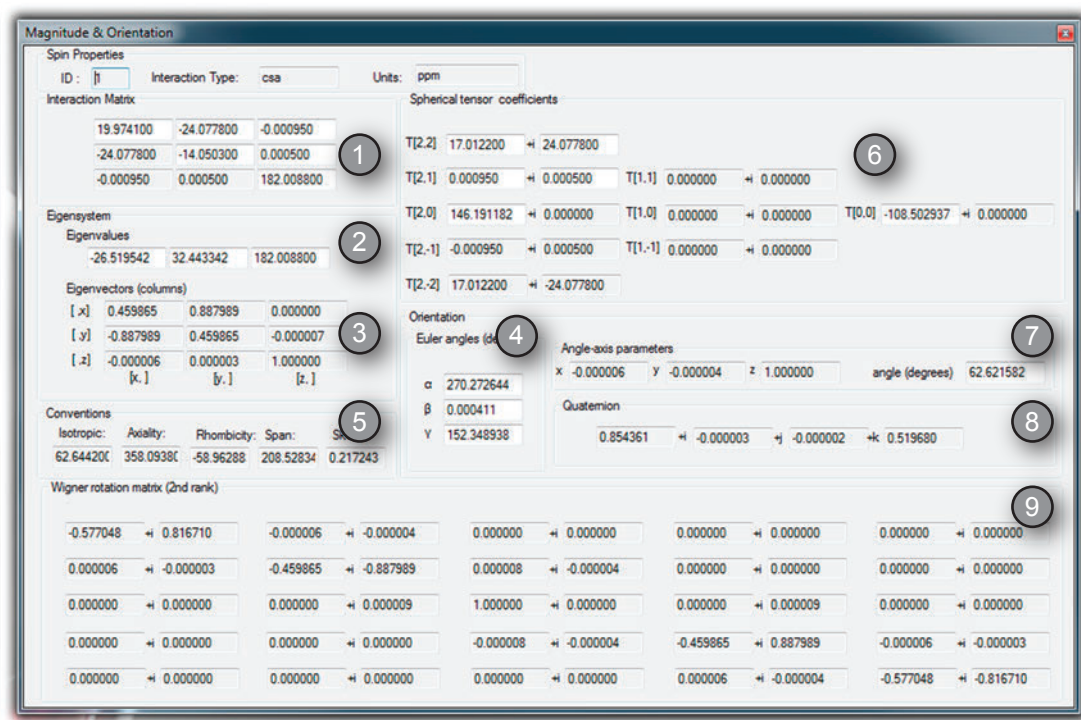 Magnitude & Orientation
Spin Properties
ID : 1 Interaction Type: csa Units: ppm
Interaction Matrix
19.974100 -24.077800 -0.000950
-24.077800 -14.050300 0.000500
-0.000950 0.000500 182.008800
1
Eigensystem
Eigenvalues
2
-26.519542 32.443342 182.008800
Eigenvectors (columns)
[ .x] 0.459865 0.887989 0.000000
[ .y] -0.887989 0.459865 -0.000007
[ .z] -0.000006 0.000003 1.000000
[x, ] [y, ] [z, ]
3
Conventions
5
Isotropic: Axiality: Rhombicity: Span:
62.644200 358.09380 -58.96288 208.52834 0.217243
Spherical tensor coefficients
6
T[2,2] 17.012200 +i 24.077800
T[2,1] 0.000950 +i 0.000500 T[1,1] 0.000000 +i 0.000000
T[2,0] 146.191182 +i 0.000000 T[1,0] 0.000000 +i 0.000000 T[0,0] -108.502937 +i 0.000000
T[2,-1] -0.000950 +i 0.000500 T[1,-1] 0.000000 +i 0.000000
T[2,-2] 17.012200 +i -24.077800
Orientation
Euler angles
4
α 270.272644
β 0.000411
γ 152.348938
7
Angle-axis parameters
x -0.000006 y -0.000004 z 1.000000 angle (degrees) 62.621582
Quaternion
8
0.854361 +i -0.000003 +j -0.000002 +k 0.519680
Wigner rotation matrix (2nd rank)
9
-0.577048 +i 0.816710 -0.000006 +i -0.000004 0.000000 +i 0.000000 0.000000 +i 0.000000 0.000000 +i 0.000000
0.000006 +i -0.000003 -0.459865 +i -0.887989 0.000008 +i -0.000004 0.000000 +i 0.000000 0.000000 +i 0.000000
0.000000 +i 0.000000 0.000000 +i 0.000009 1.000000 +i 0.000000 0.000000 +i 0.000009 0.000000 +i 0.000000
0.000000 +i 0.000000 0.000000 +i 0.000000 -0.000008 +i -0.000004 -0.459865 +i 0.887989 -0.000006 +i -0.000003
0.000000 +i 0.000000 0.000000 +i 0.000000 0.000000 +i 0.000000 0.000006 +i -0.000004 -0.577048 +i -0.816710